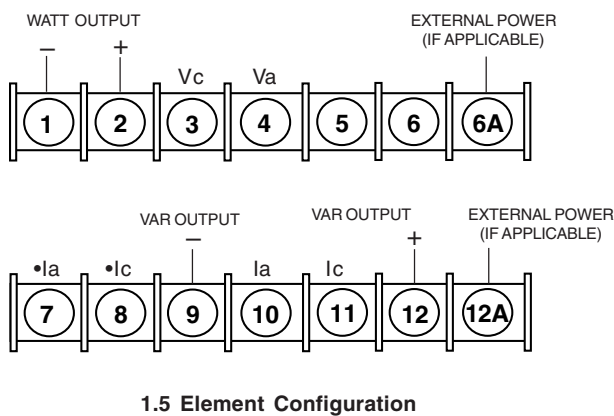 WATT OUTPUT
EXTERNAL POWER
(IF APPLICABLE)
– +
Vc Va
1 2 3 4 5 6 6A
VAR OUTPUT VAR OUTPUT EXTERNAL POWER
(IF APPLICABLE)
– +
•Ia •Ic Ia Ic
7 8 9 10 11 12 12A
1.5 Element Configuration